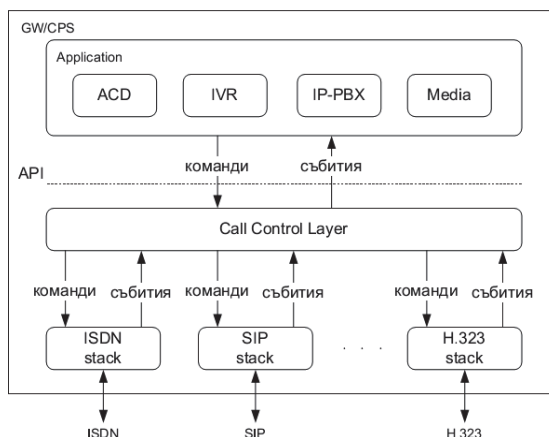 GW/CPS
Application
ACD IVR IP-PBX Media
команди събития
API
Call Control Layer
команди събития команди събития команди събития
ISDN SIP . . . H.323
stack stack stack
ISDN SIP H.323